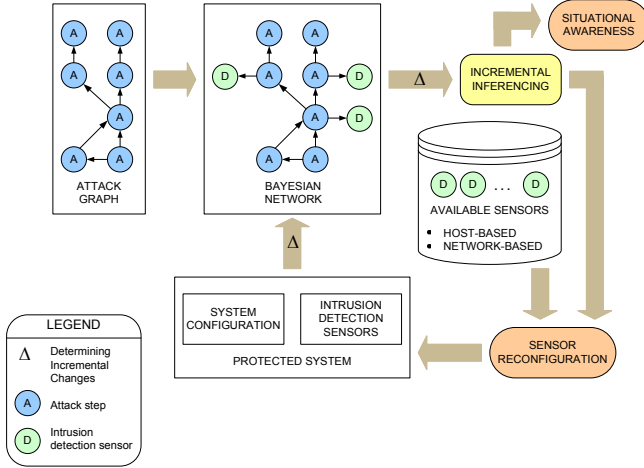 A
A
A
A
A
A
A
ATTACK
GRAPH
A
A
D
A
A
D
A
D
A
A
BAYESIAN
NETWORK
Δ
INCREMENTAL
INFERENCING
SITUATIONAL
AWARENESS
D
D
...
D
AVAILABLE SENSORS
• HOST-BASED
• NETWORK-BASED
Δ
SYSTEM
CONFIGURATION
INTRUSION
DETECTION
SENSORS
PROTECTED SYSTEM
SENSOR
RECONFIGURATION
LEGEND
Δ Determining
Incremental
Changes
A Attack step
D Intrusion
detection sensor